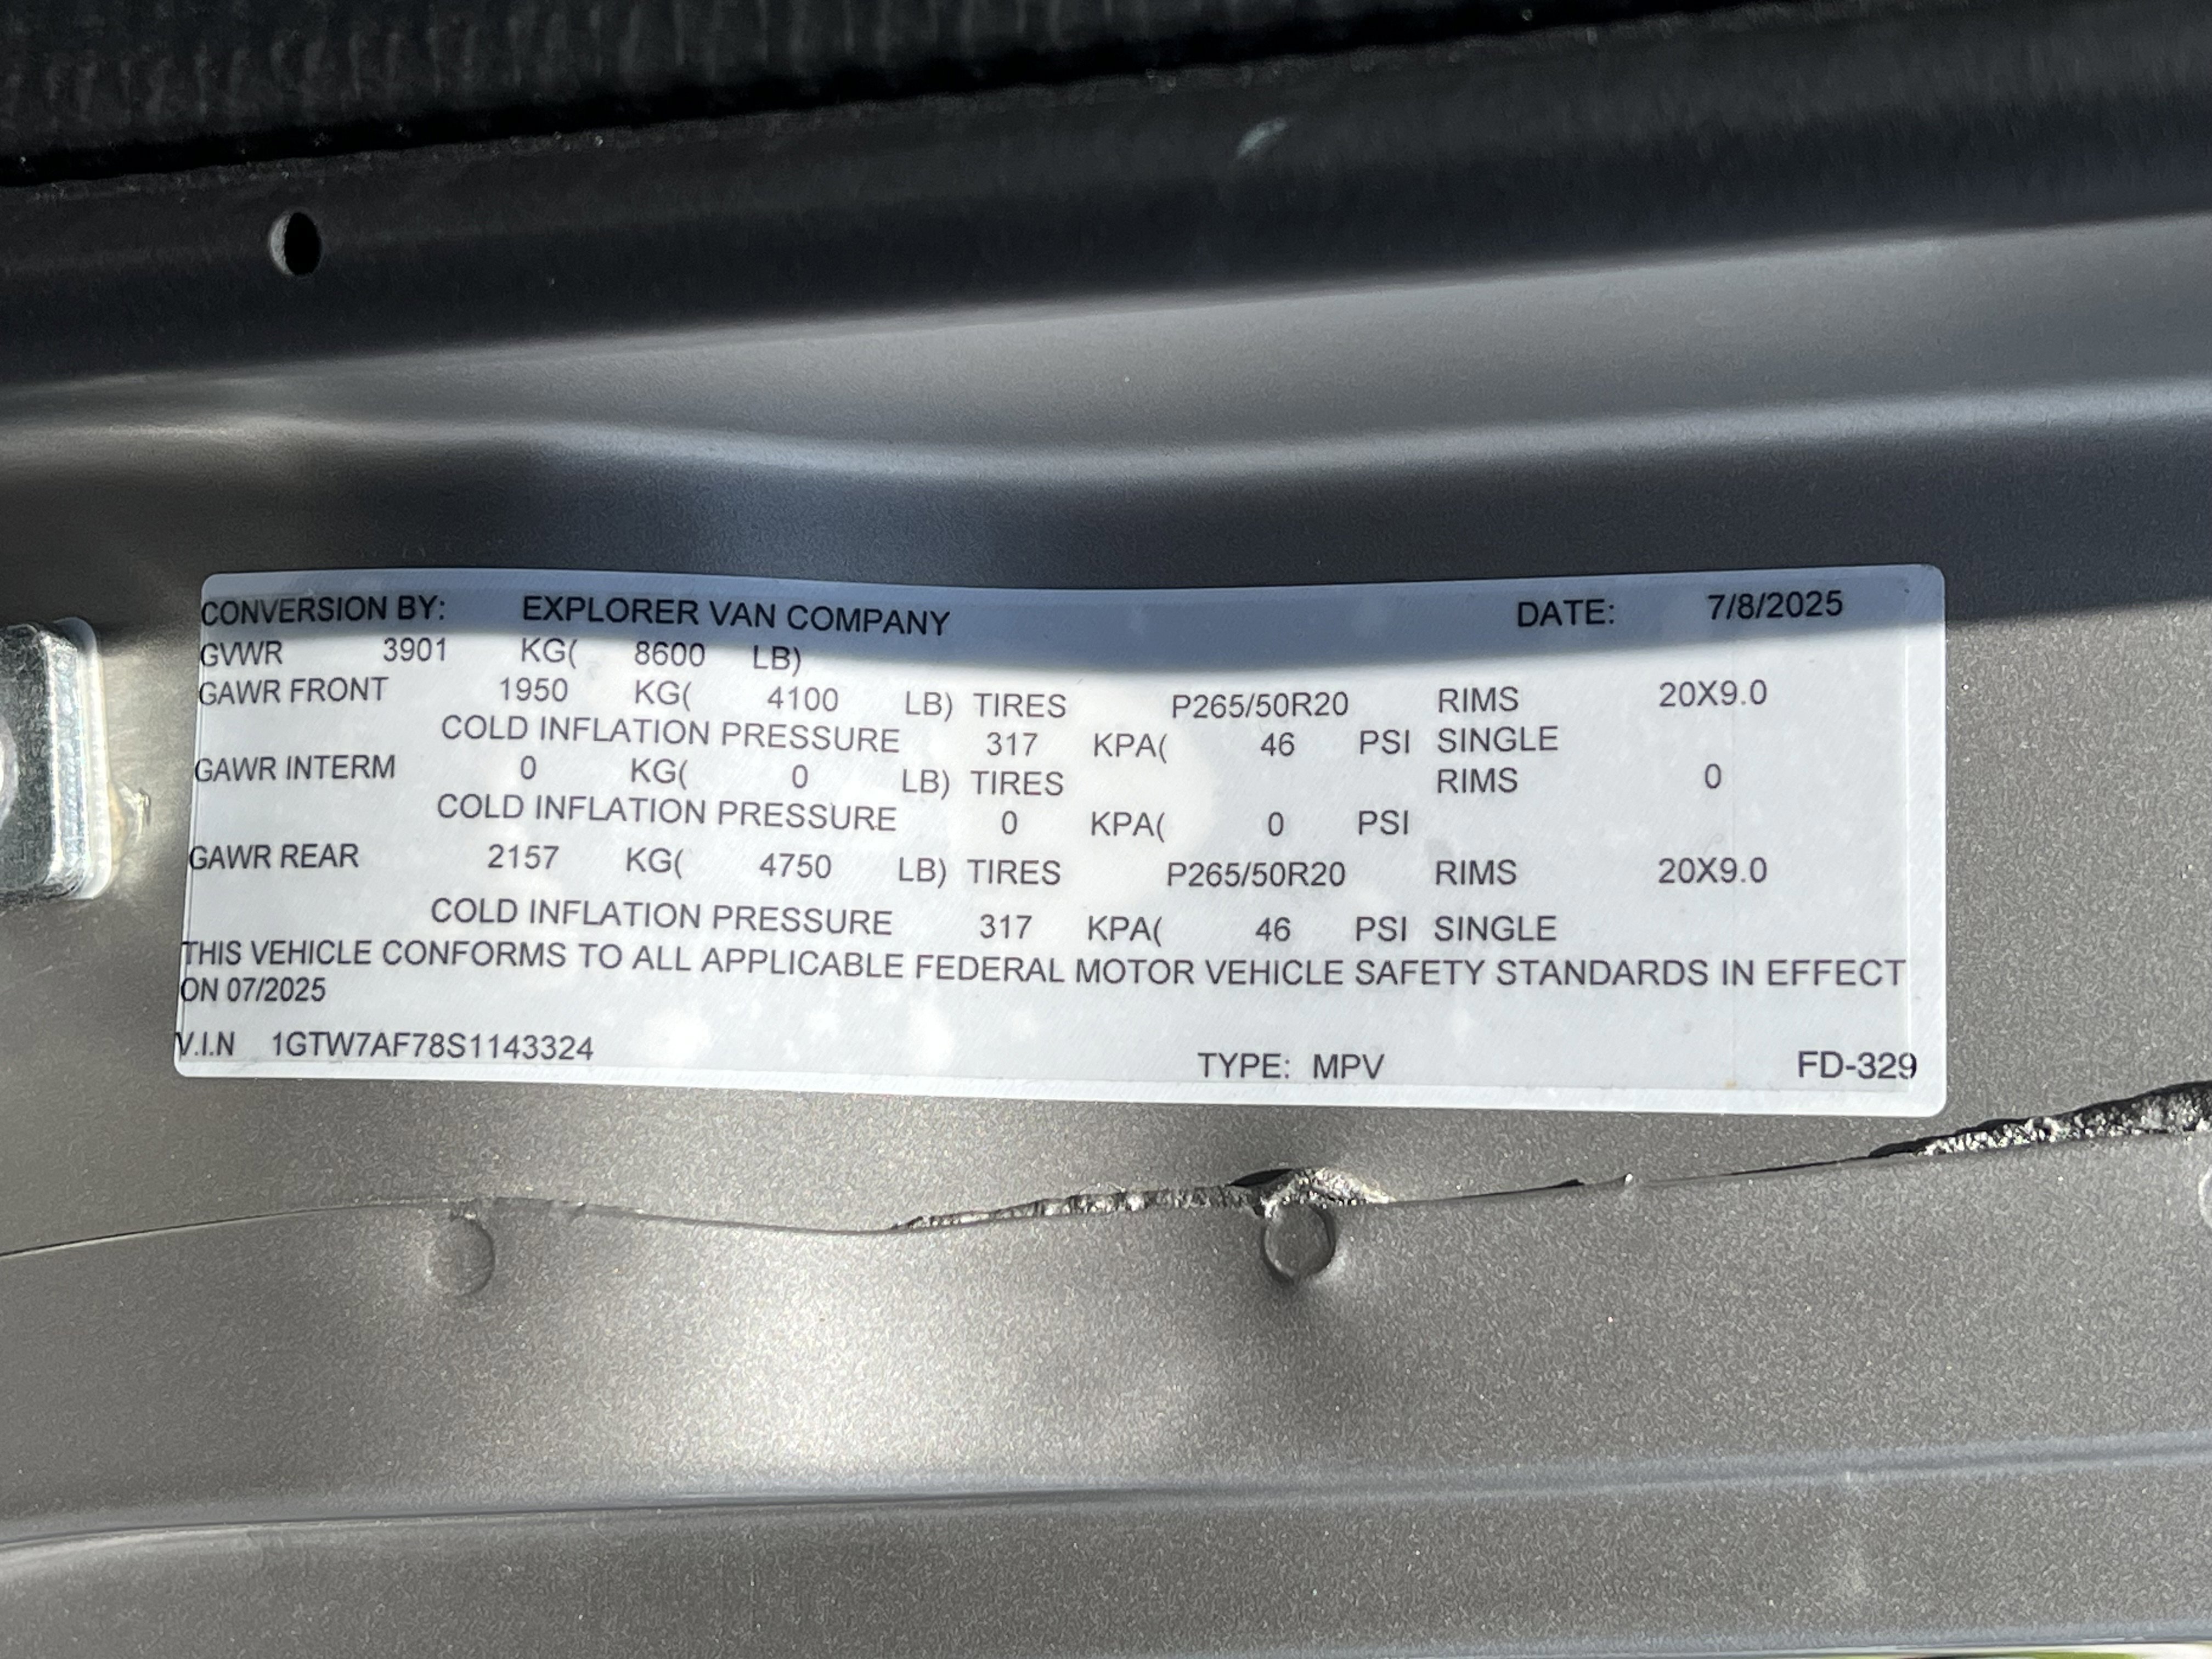 CONVERSION BY: EXPLORER VAN COMPANY DATE: 7/8/2025
GVWR 3901 KG( 8600 LB)
GAWR FRONT 1950 KG( 4100 LB) TIRES P265/50R20 RIMS 20X9.0
COLD INFLATION PRESSURE 317 KPA( 46 PSI SINGLE
GAWR INTERM 0 KG( 0 LB) TIRES RIMS 0
COLD INFLATION PRESSURE 0 KPA( 0 PSI
GAWR REAR 2157 KG( 4750 LB) TIRES P265/50R20 RIMS 20X9.0
COLD INFLATION PRESSURE 317 KPA( 46 PSI SINGLE
THIS VEHICLE CONFORMS TO ALL APPLICABLE FEDERAL MOTOR VEHICLE SAFETY STANDARDS IN EFFECT
ON 07/2025
V.I.N 1GTW7AF78S1143324 TYPE: MPV FD-329